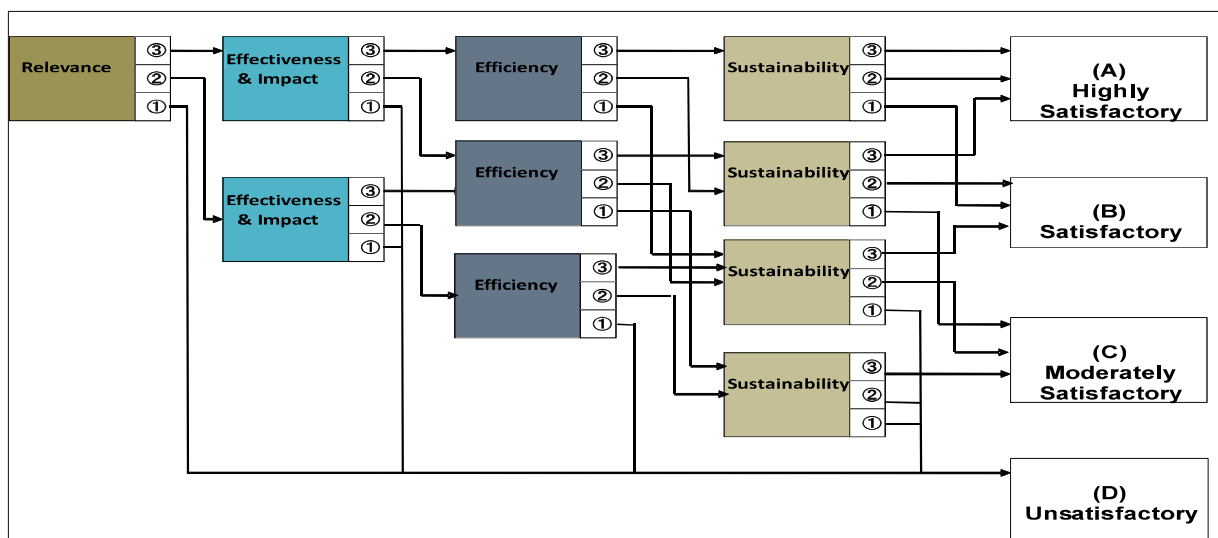 Relevance
③
②
①
Effectiveness
& Impact
③
②
①
Effectiveness
& Impact
③
②
①
Efficiency
③
②
①
Efficiency
③
②
①
Efficiency
③
②
①
Sustainability
③
②
①
Sustainability
③
②
①
Sustainability
③
②
①
Sustainability
③
②
①
(A)
Highly
Satisfactory
(B)
Satisfactory
(C)
Moderately
Satisfactory
(D)
Unsatisfactory